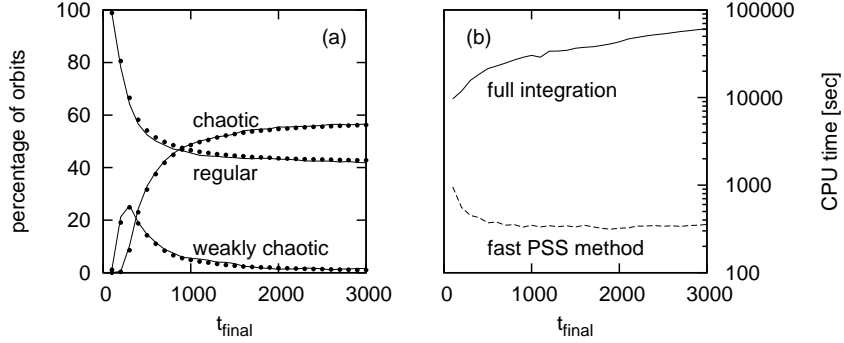 percentage of orbits
100
80
60
40
20
0
(a)
chaotic
regular
weakly chaotic
0
1000
2000
3000
t_final
(b)
full integration
fast PSS method
0
1000
2000
3000
t_final
100000
10000
1000
100
CPU time [sec]